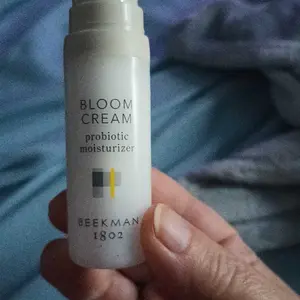 BLOOM
CREAM
probiotic
moisturizer
BEEKMAN
1802